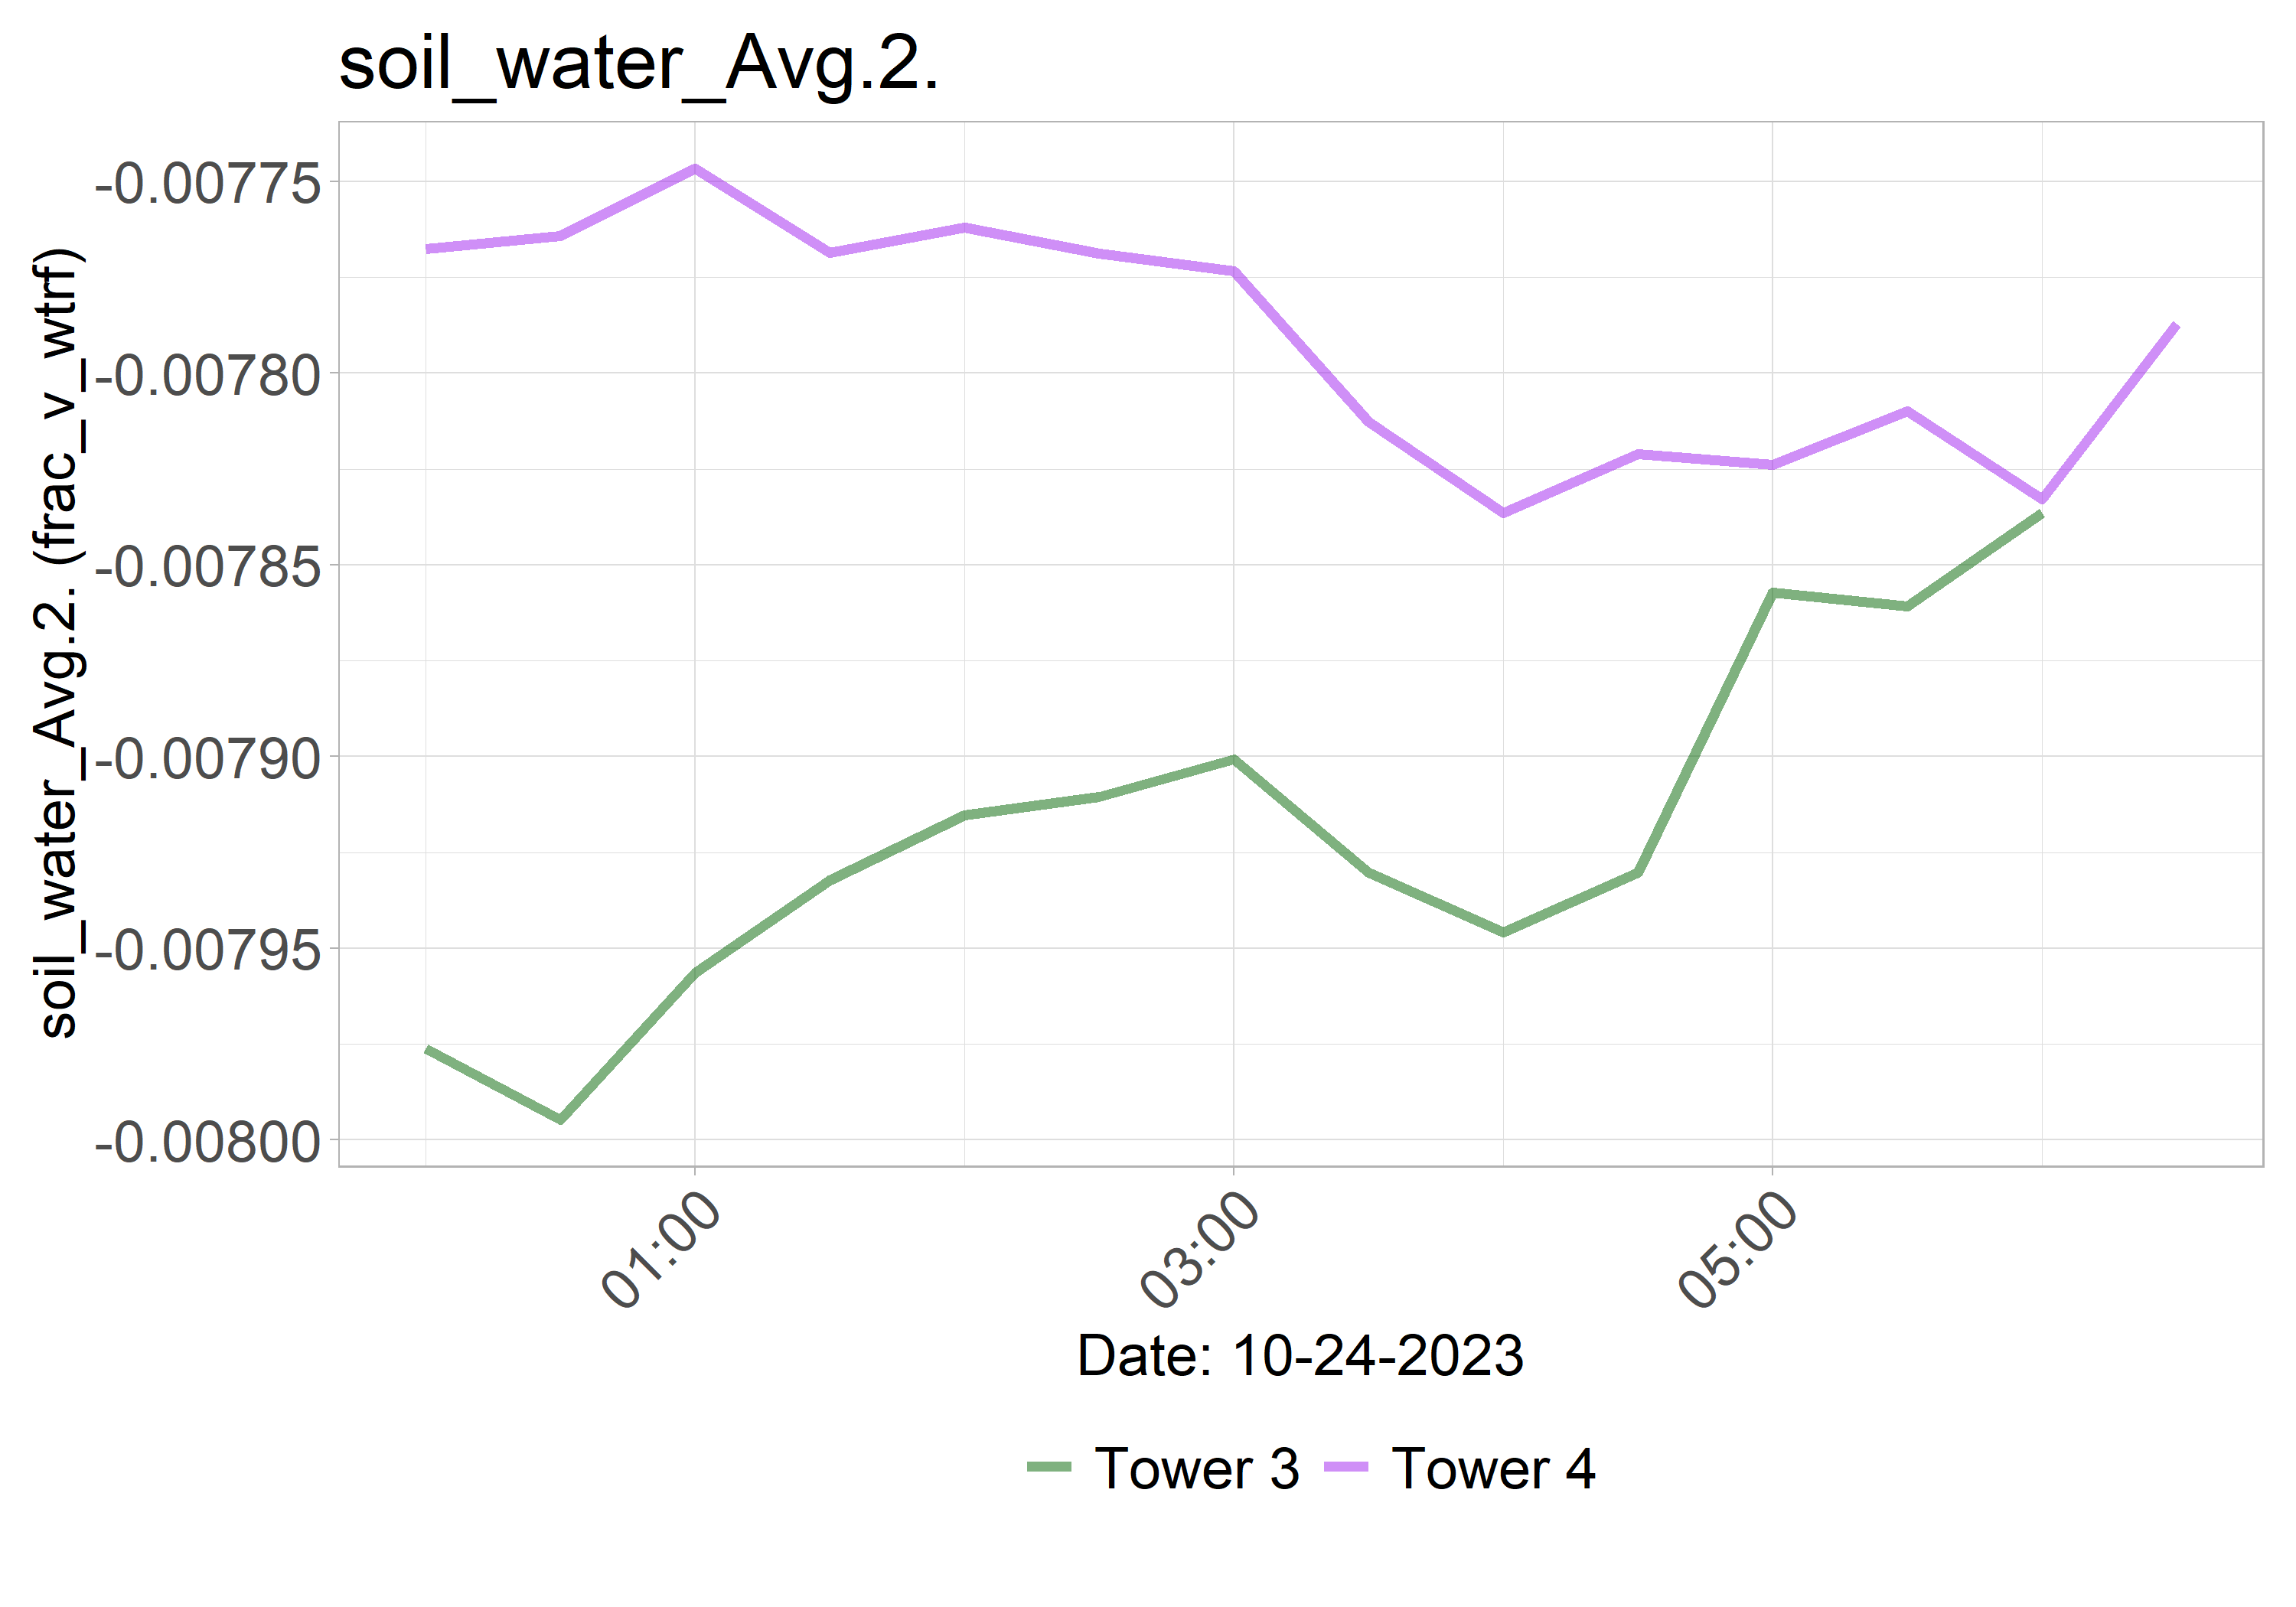 soil_water_Avg.2.
soil_water_Avg.2. (frac_v_wtrf)
-0.00775
-0.00780
-0.00785
-0.00790
-0.00795
-0.00800
01:00
03:00
05:00
Date: 10-24-2023
Tower 3
Tower 4